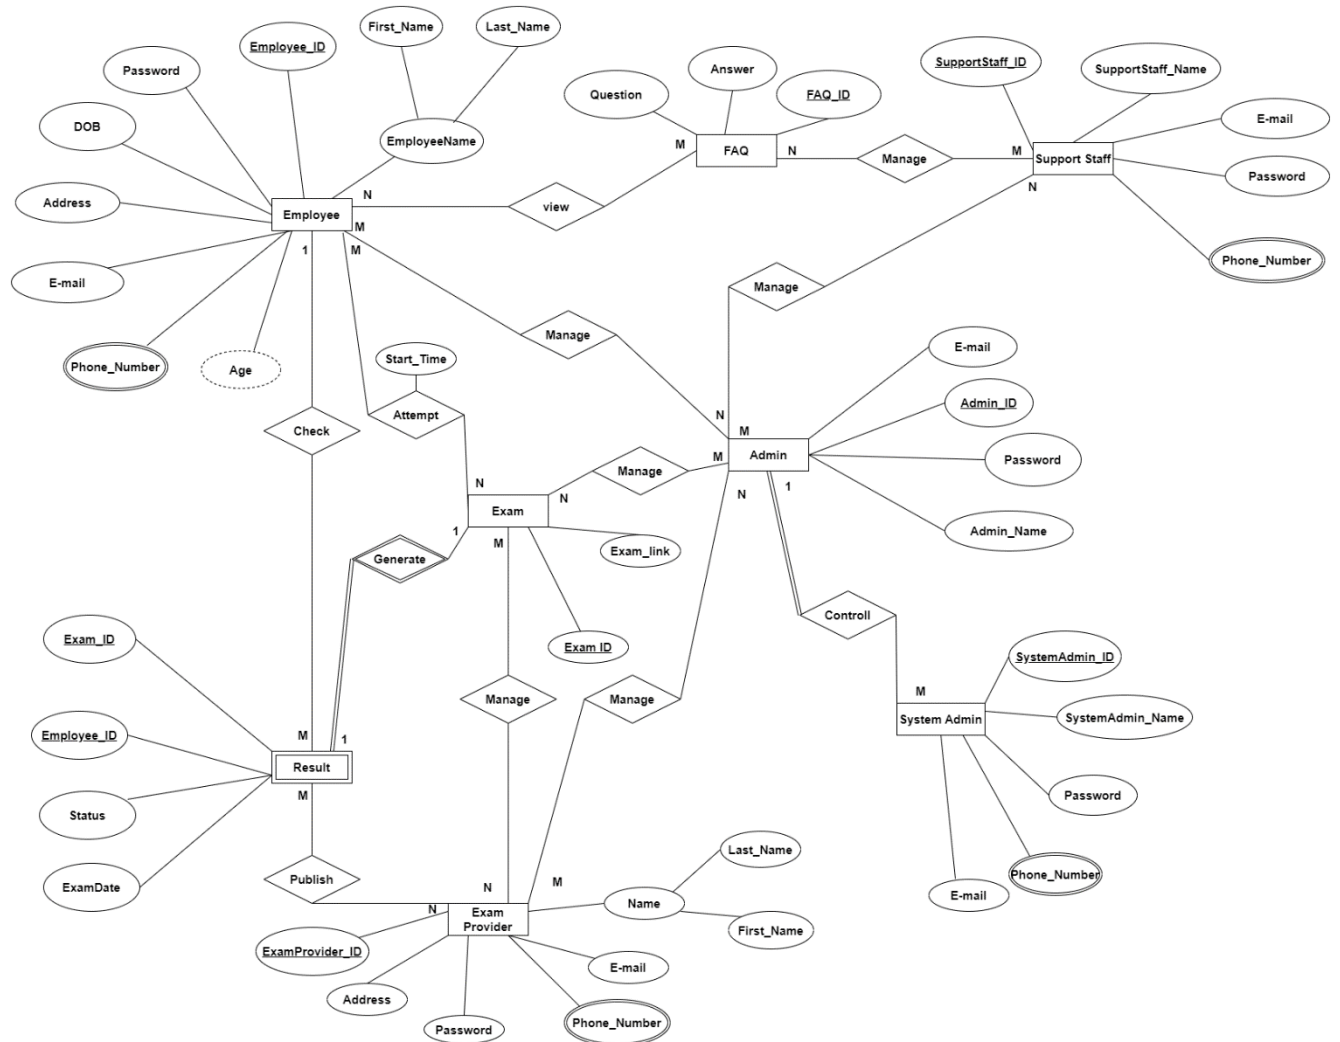 First_Name
Last_Name
Employee_ID
Password
Answer
SupportStaff_ID
SupportStaff_Name
Question
FAQ_ID
E-mail
DOB
EmployeeName
M
FAQ
N
Manage
M
Support Staff
Password
N
N
Address
view
Employee
M
1
M
Phone_Number
E-mail
Manage
Manage
Start_Time
E-mail
Phone_Number
Age
Admin_ID
Attempt
N
Check
M
Admin
M
Password
Manage
N
N
N
1
Exam
Admin_Name
1
M
Exam_link
Generate
Controll
Exam_ID
Exam ID
SystemAdmin_ID
Manage
Manage
M
System Admin
SystemAdmin_Name
Employee_ID
M
1
Result
M
Password
Status
Last_Name
Publish
M
Phone_Number
ExamDate
N
E-mail
Name
N
Exam
Provider
First_Name
ExamProvider_ID
E-mail
Address
Password
Phone_Number